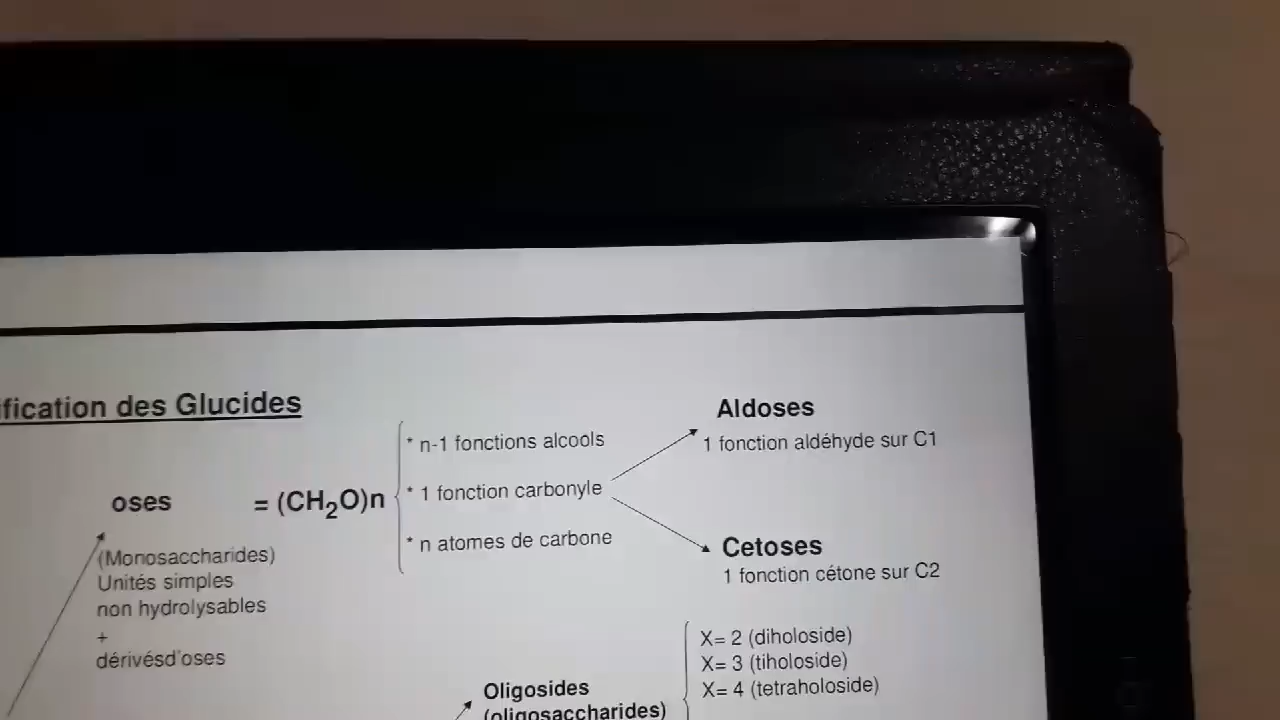 ification des Glucides
oses = (CH₂O)n
(Monosaccharides)
Unités simples
non hydrolysables
+
dérivésd'oses
* n-1 fonctions alcools
* 1 fonction carbonyle
* n atomes de carbone
Aldoses
1 fonction aldéhyde sur C1
Cetoses
1 fonction cétone sur C2
Oligosides
(oligosaccharides)
X= 2 (diholoside)
X= 3 (tiholoside)
X= 4 (tetraholoside)